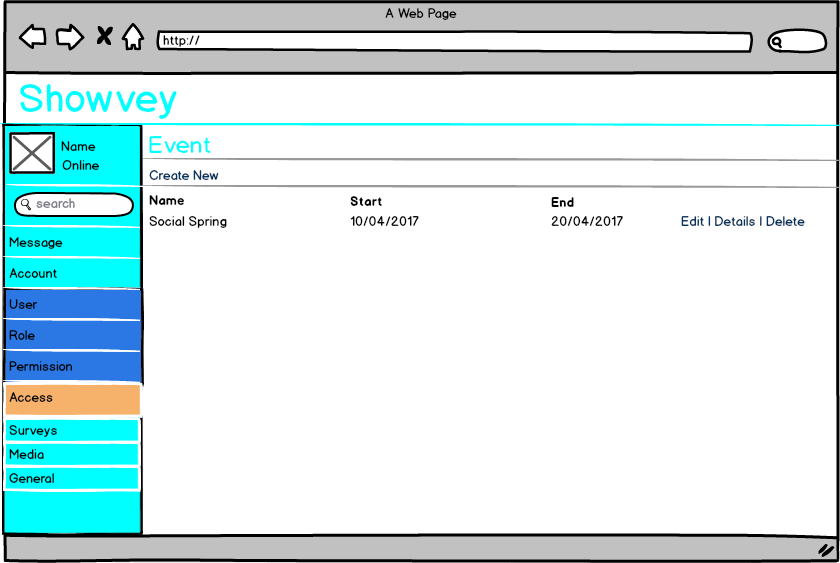 A Web Page
http://
Showvey
Name
Online
search
Message
Account
User
Role
Permission
Access
Surveys
Media
General
Event
Create New
Name Start End
Social Spring 10/04/2017 20/04/2017 Edit | Details | Delete